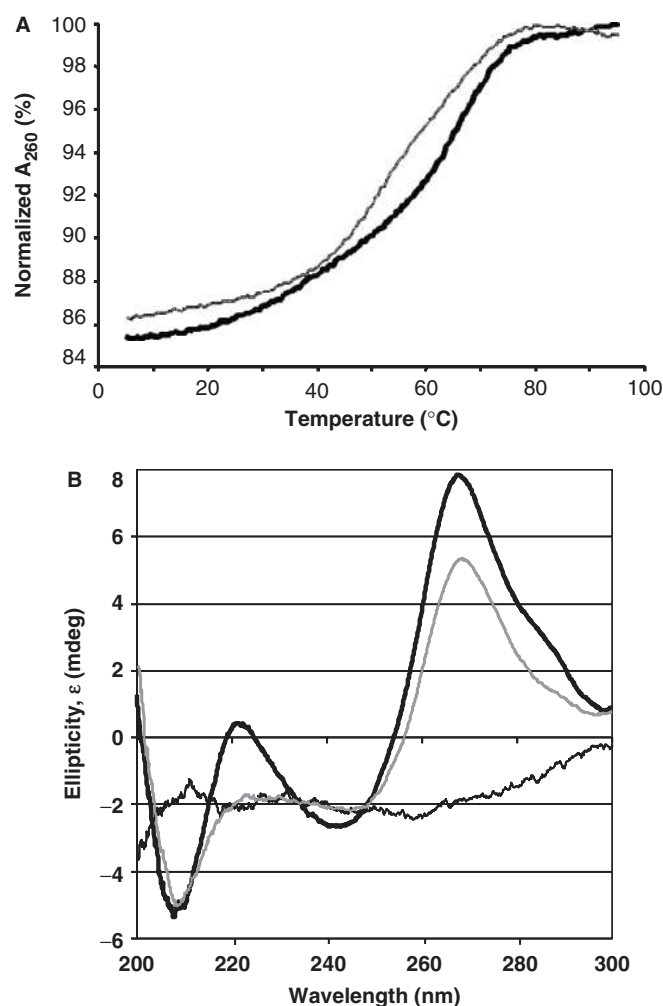 A
Normalized A260 (%)
100
98
96
94
92
90
88
86
84
0 20 40 60 80 100
Temperature (°C)
B
Ellipticity, ε (mdeg)
8
6
4
2
0
−2
−4
−6
200 220 240 260 280 300
Wavelength (nm)